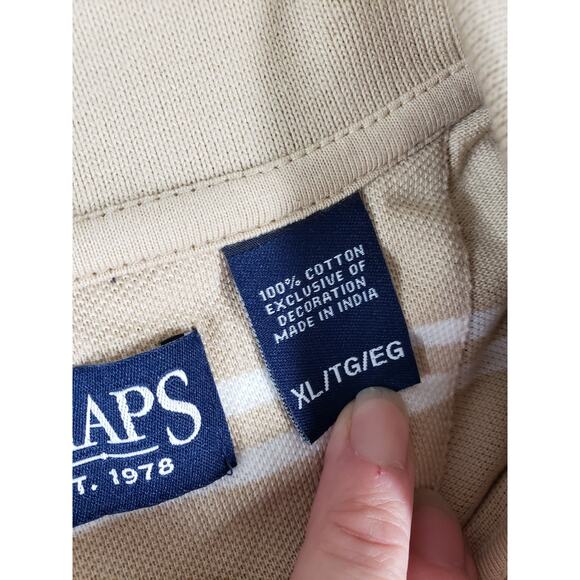 100% COTTON
EXCLUSIVE OF
DECORATION
MADE IN INDIA
XL/TG/EG
APS
T. 1978